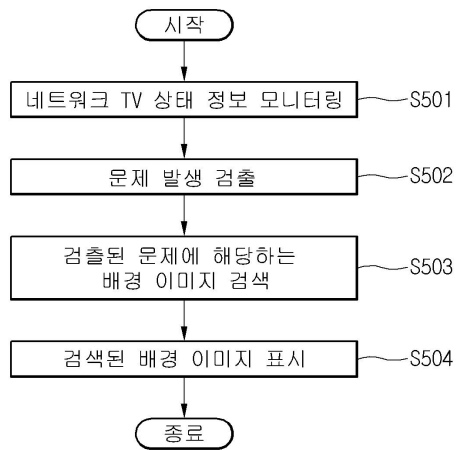 시작
네트워크 TV 상태 정보 모니터링 S501
문제 발생 검출 S502
검츨된 문제에 해당하는
배경 이미지 검색 S503
검색된 배경 이미지 표시 S504
종료